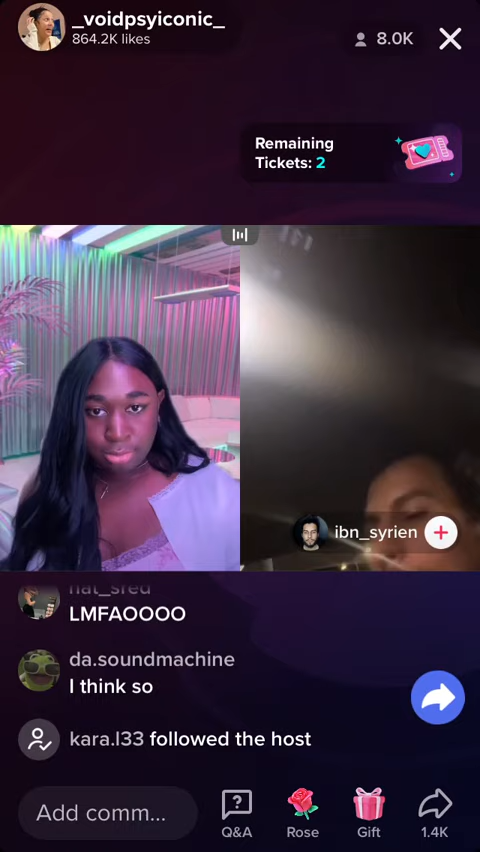 _voidpsyiconic_
864.2K likes
8.0K
Remaining
Tickets: 2
ibn_syrien
nat_sred
LMFAOOOO
da.soundmachine
I think so
kara.l33 followed the host
Add comm...
Q&A
Rose
Gift
1.4K